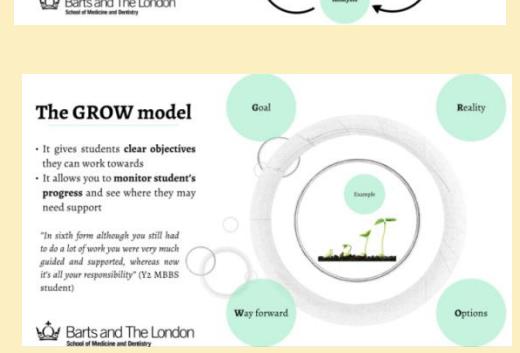 Barts and The London
School of Medicine and Dentistry
The GROW model
• It gives students clear objectives
they can work towards
• It allows you to monitor student's
progress and see where they may
need support
"In sixth form although you still had
to do a lot of work you were very much
guided and supported, whereas now
it's all your responsibility" (Y2 MBBS
student)
Goal
Reality
Example
Way forward
Options
Barts and The London
School of Medicine and Dentistry